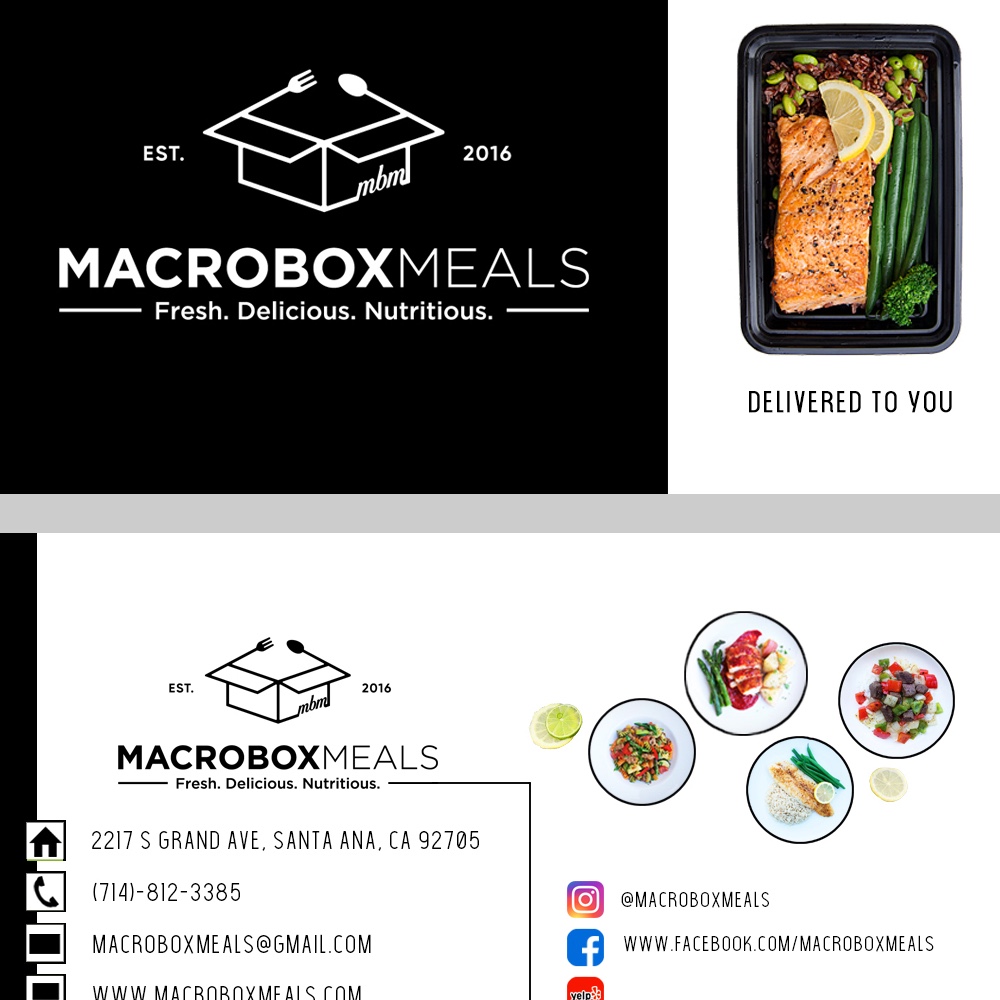 EST.
2016
mbm
MACROBOXMEALS
Fresh. Delicious. Nutritious.
DELIVERED TO YOU
EST.
2016
mbm
MACROBOXMEALS
Fresh. Delicious. Nutritious.
2217 S GRAND AVE, SANTA ANA, CA 92705
(714)-812-3385
MACROBOXMEALS@GMAIL.COM
WWW.MACROBOXMEALS.COM
@MACROBOXMEALS
WWW.FACEBOOK.COM/MACROBOXMEALS
yelp